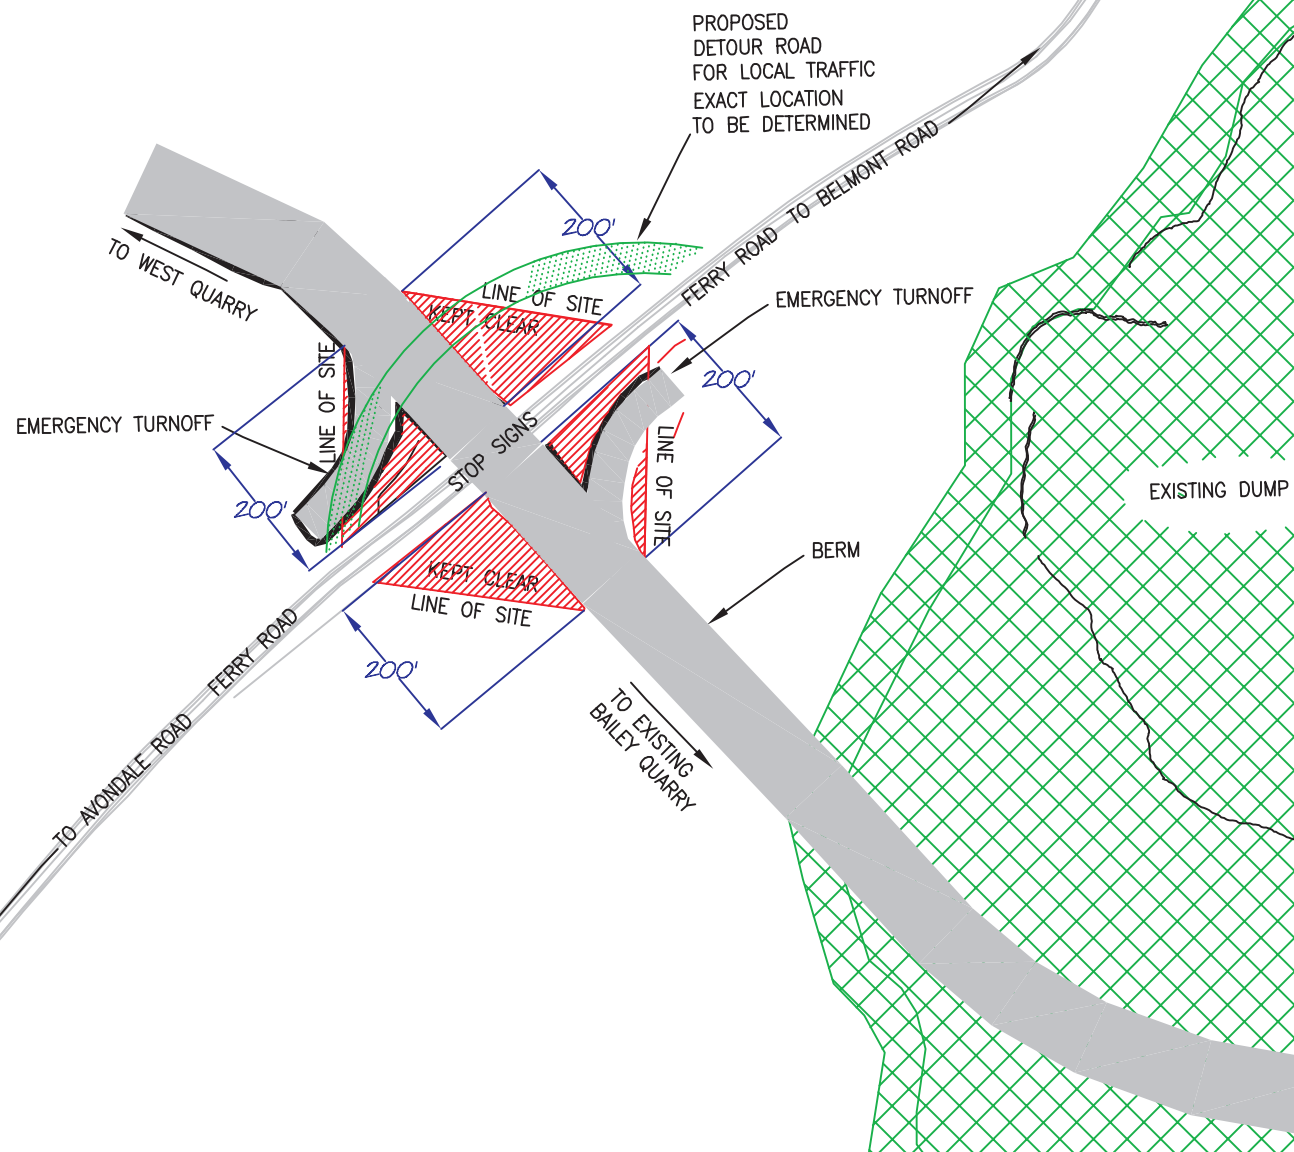 PROPOSED
DETOUR ROAD
FOR LOCAL TRAFFIC
EXACT LOCATION
TO BE DETERMINED
FERRY ROAD TO BELMONT ROAD
200'
TO WEST QUARRY
LINE OF SITE
KEPT CLEAR
EMERGENCY TURNOFF
LINE OF SITE
200'
EMERGENCY TURNOFF
STOP SIGNS
LINE OF SITE
EXISTING DUMP
200'
BERM
KEPT CLEAR
LINE OF SITE
FERRY ROAD
200'
TO EXISTING
BAILEY QUARRY
TO AVONDALE ROAD